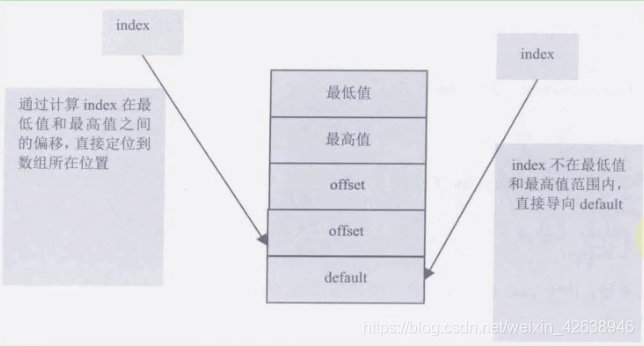 index
index
通过计算 index 在最
低值和最高值之间
的偏移，直接定位到
数组所在位置
最低值
最高值
offset
offset
default
index 不在最低值
和最高值范围内，
直接导向 default
https://blog.csdn.net/weixin_42638946